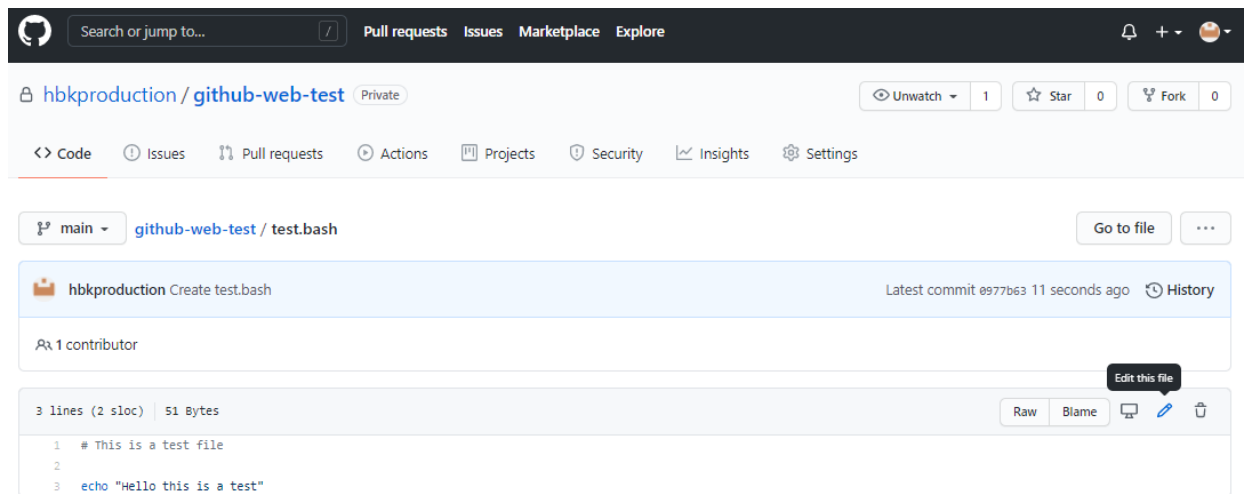 Search or jump to... / Pull requests Issues Marketplace Explore
hbkproduction / github-web-test Private Unwatch 1 Star 0 Fork 0
<> Code Issues Pull requests Actions Projects Security Insights Settings
main github-web-test / test.bash Go to file ...
hbkproduction Create test.bash Latest commit 0977b63 11 seconds ago History
1 contributor
Edit this file
3 lines (2 sloc) 51 Bytes Raw Blame
1 # This is a test file
2
3 echo "Hello this is a test"